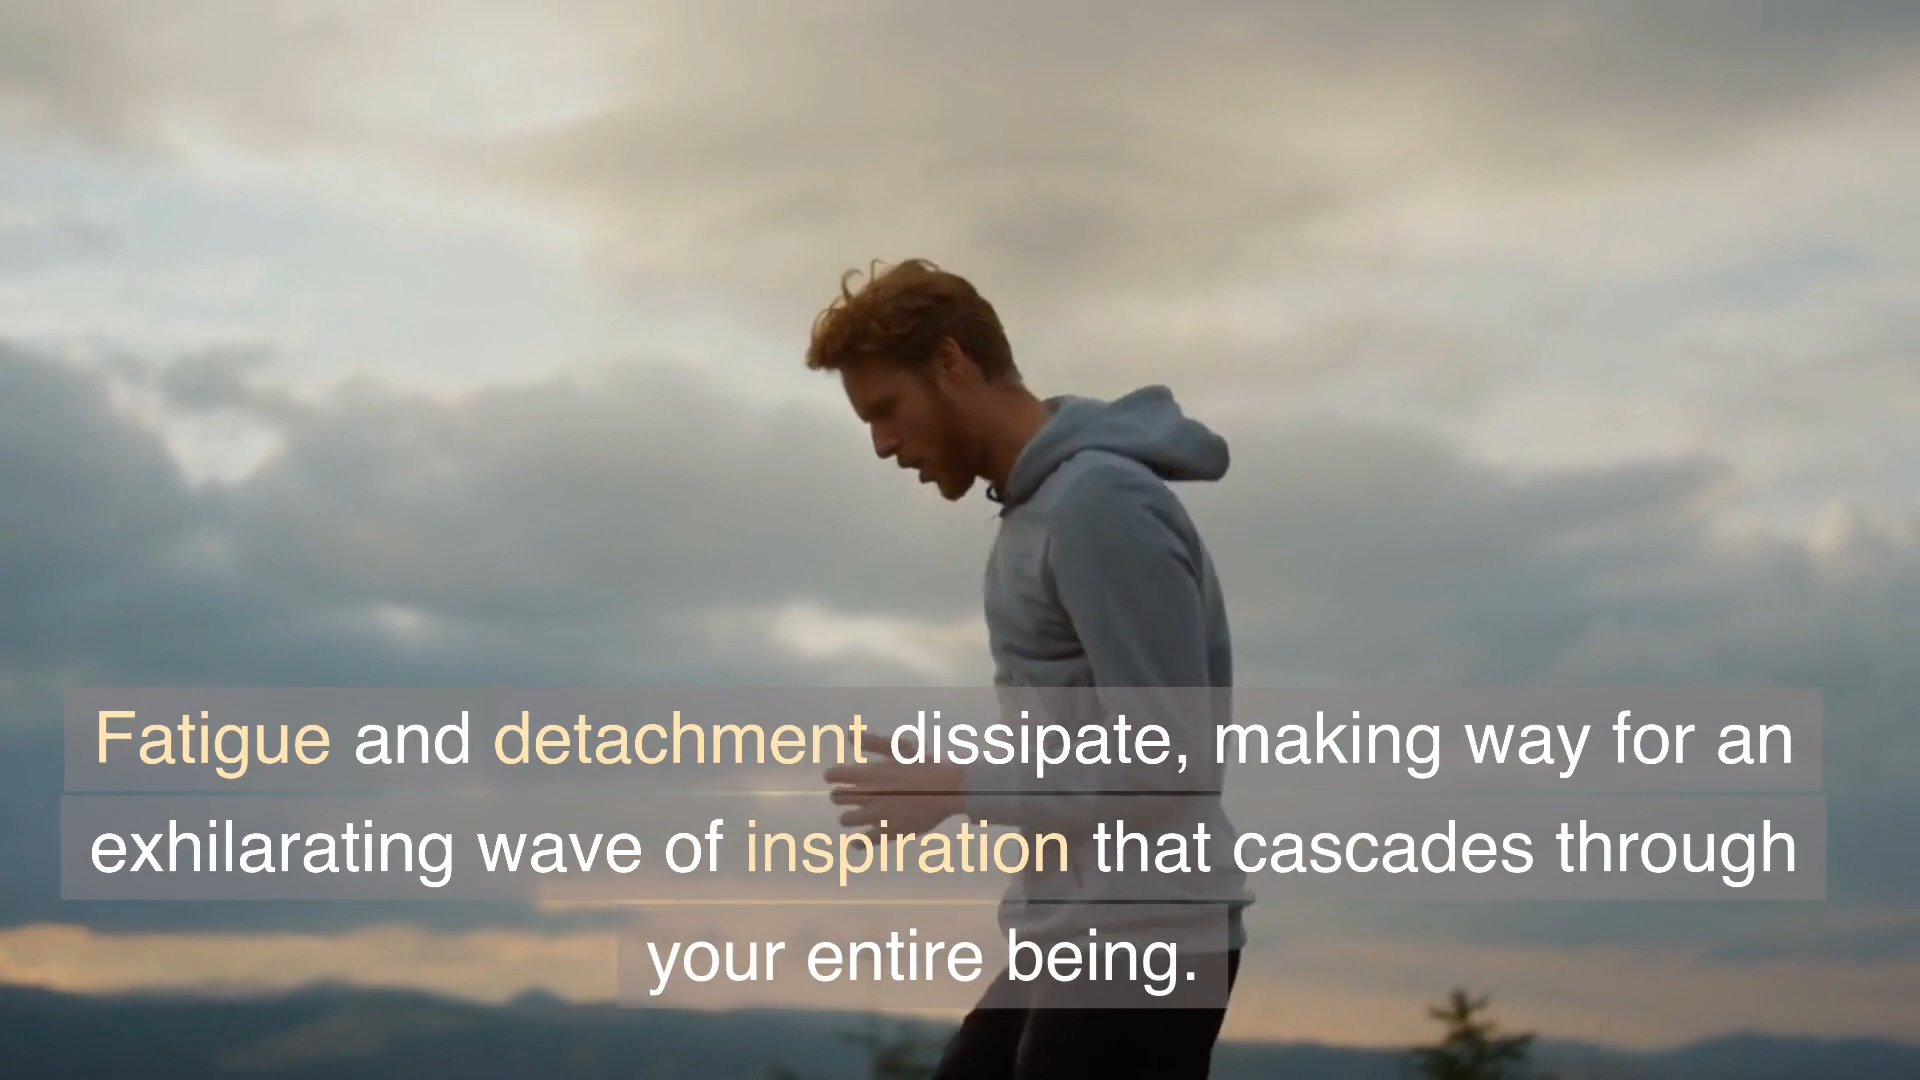 Fatigue and detachment dissipate, making way for an
exhilarating wave of inspiration that cascades through
your entire being.